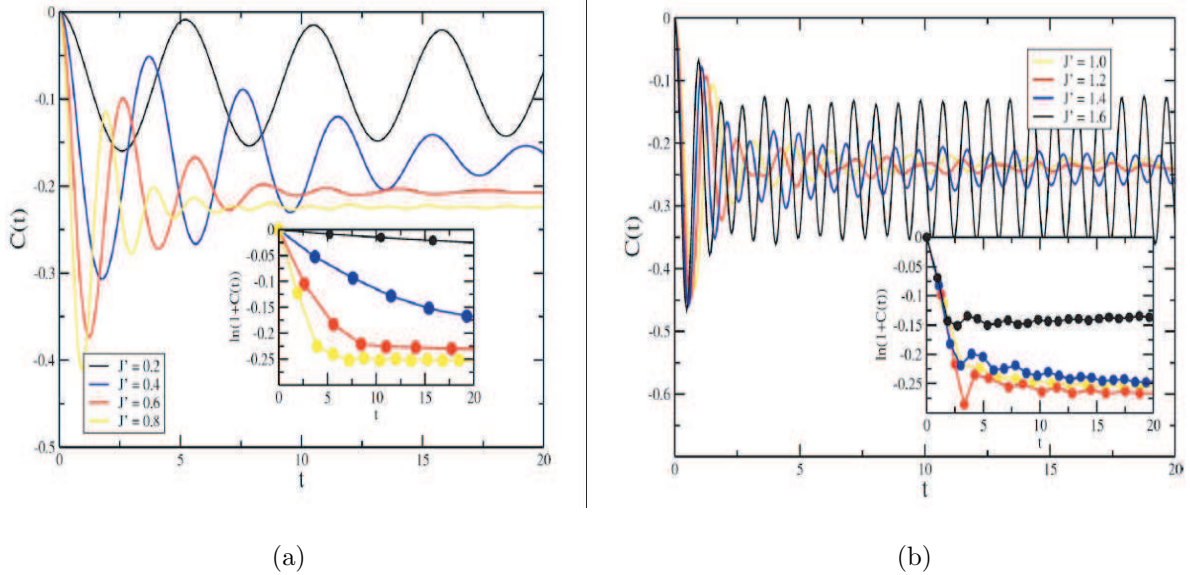 0
-0.1
-0.2
-0.3
-0.4
-0.5
C(t)
0
5
10
15
20
t
J' = 0.2
J' = 0.4
J' = 0.6
J' = 0.8
0
-0.05
-0.1
-0.15
-0.2
-0.25
ln(1+C(t))
0
5
10
15
20
t
(a)
0
-0.1
-0.2
-0.3
-0.4
-0.5
-0.6
C(t)
0
5
10
15
20
t
J' = 1.0
J' = 1.2
J' = 1.4
J' = 1.6
0
-0.05
-0.1
-0.15
-0.2
-0.25
ln(1+C(t))
0
5
10
15
20
t
(b)